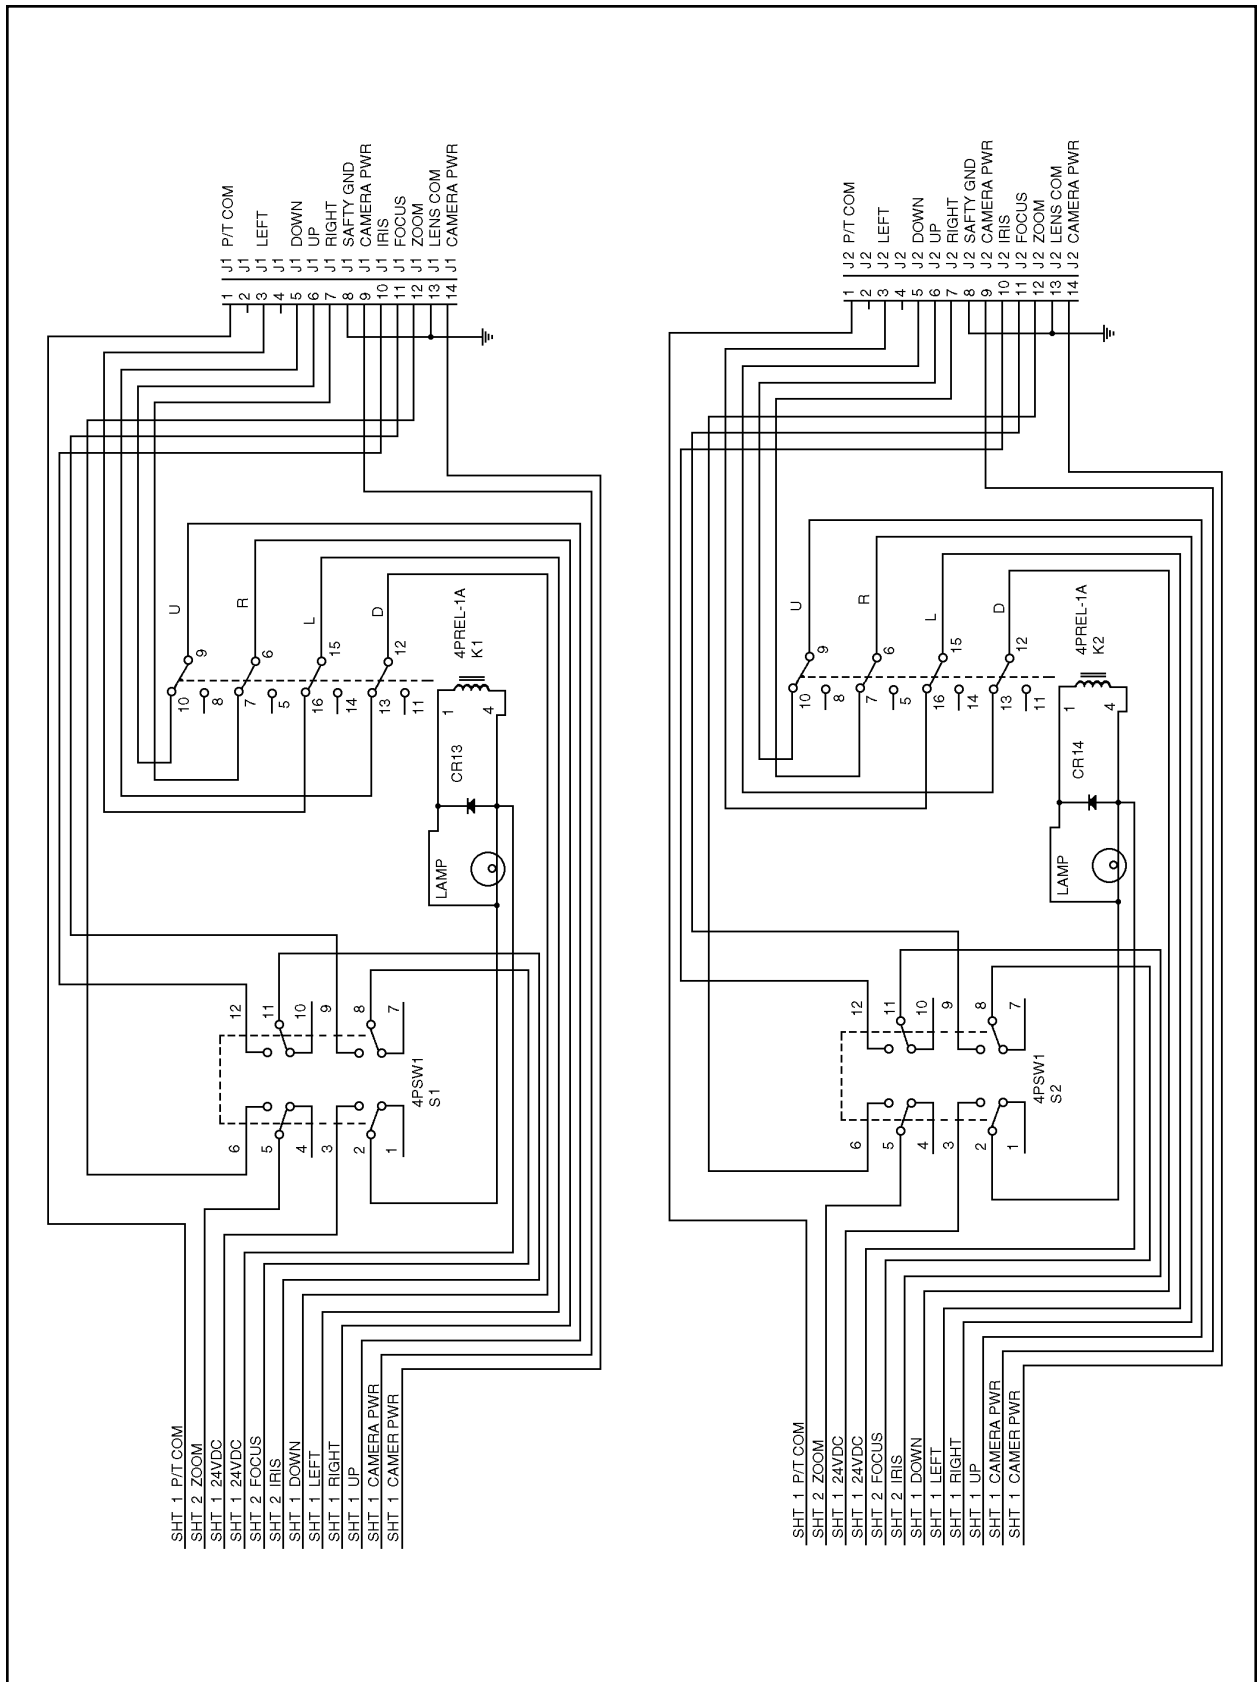 J1 P/T COM
J1
J1 LEFT
J1
J1 DOWN
J1 UP
J1 RIGHT
J1 SAFTY GND
J1 CAMERA PWR
J1 IRIS
J1 FOCUS
J1 ZOOM
J1 LENS COM
J1 CAMERA PWR
1
2
3
4
5
6
7
8
9
10
11
12
13
14
U
R
L
D
9
6
15
12
10
8
7
5
16
14
13
11
4PREL-1A
K1
1
4
CR13
LAMP
12
11
10
9
8
7
6
5
4
3
2
1
4PSW1
S1
SHT 1 P/T COM
SHT 2 ZOOM
SHT 1 24VDC
SHT 1 24VDC
SHT 2 FOCUS
SHT 2 IRIS
SHT 1 DOWN
SHT 1 LEFT
SHT 1 RIGHT
SHT 1 UP
SHT 1 CAMERA PWR
SHT 1 CAMER PWR
J2 P/T COM
J2
J2 LEFT
J2
J2 DOWN
J2 UP
J2 RIGHT
J2 SAFTY GND
J2 CAMERA PWR
J2 IRIS
J2 FOCUS
J2 ZOOM
J2 LENS COM
J2 CAMERA PWR
1
2
3
4
5
6
7
8
9
10
11
12
13
14
U
R
L
D
9
6
15
12
10
8
7
5
16
14
13
11
4PREL-1A
K2
1
4
CR14
LAMP
12
11
10
9
8
7
6
5
4
3
2
1
4PSW1
S2
SHT 1 P/T COM
SHT 2 ZOOM
SHT 1 24VDC
SHT 1 24VDC
SHT 2 FOCUS
SHT 2 IRIS
SHT 1 DOWN
SHT 1 LEFT
SHT 1 RIGHT
SHT 1 UP
SHT 1 CAMERA PWR
SHT 1 CAMER PWR